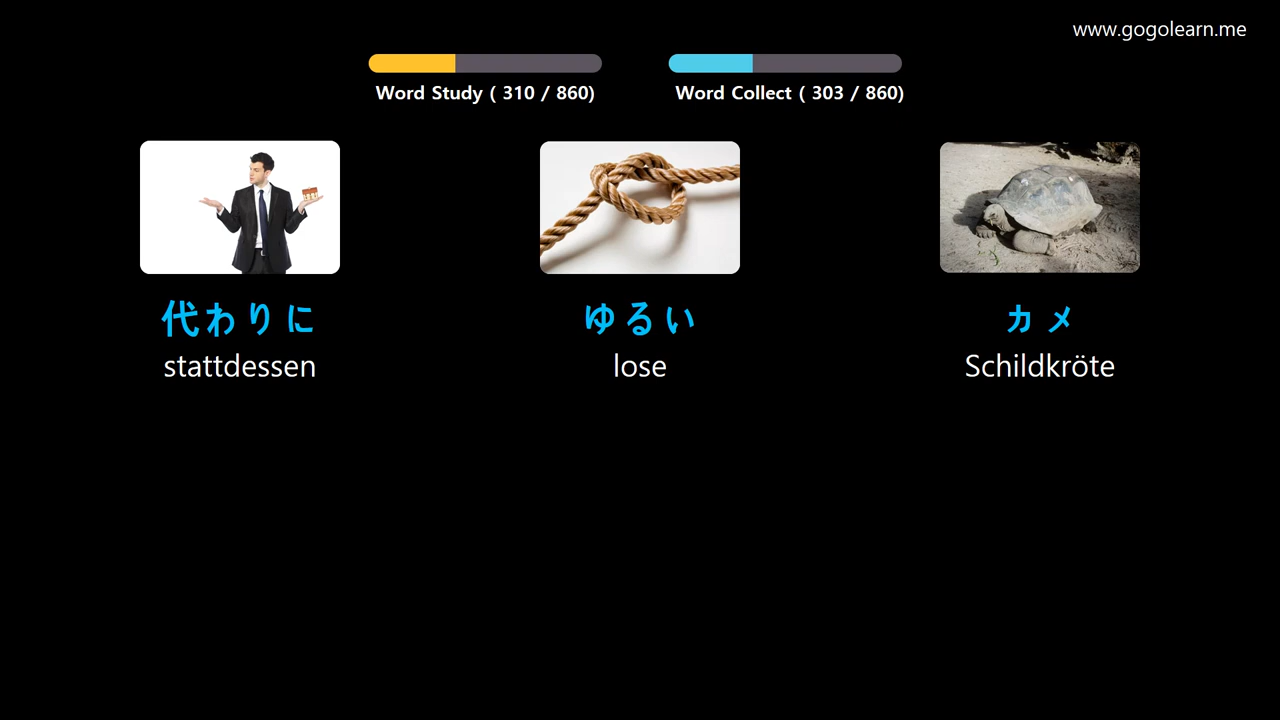 www.gogolearn.me
Word Study ( 310 / 860)
Word Collect ( 303 / 860)
代わりに
stattdessen
ゆるい
lose
カメ
Schildkröte